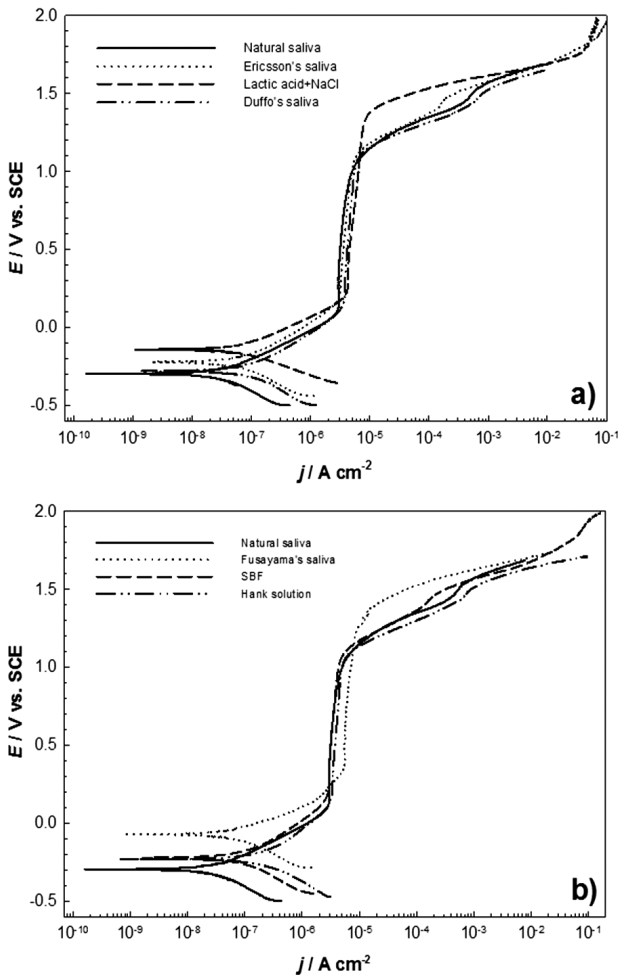 2.0
1.5
1.0
0.5
0.0
-0.5
E / V vs. SCE
Natural saliva
Ericsson's saliva
Lactic acid+NaCl
Duffo's saliva
a)
10-10 10-9 10-8 10-7 10-6 10-5 10-4 10-3 10-2 10-1
j / A cm-2
2.0
1.5
1.0
0.5
0.0
-0.5
E / V vs. SCE
Natural saliva
Fusayama's saliva
SBF
Hank solution
b)
10-10 10-9 10-8 10-7 10-6 10-5 10-4 10-3 10-2 10-1
j / A cm-2